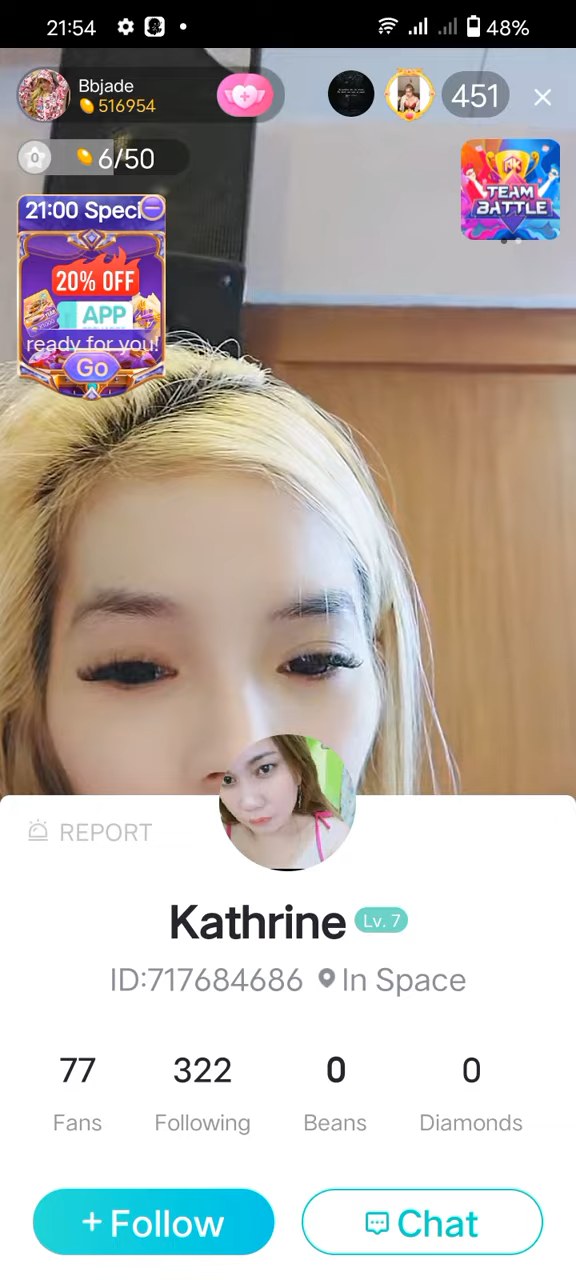 21:54
48%
Bbjade
516954
451
0
6/50
21:00 Speci
20% OFF
APP
ready for you!
Go
PK
TEAM
BATTLE
REPORT
Kathrine
Lv. 7
ID:717684686
In Space
77
322
0
0
Fans
Following
Beans
Diamonds
+Follow
Chat